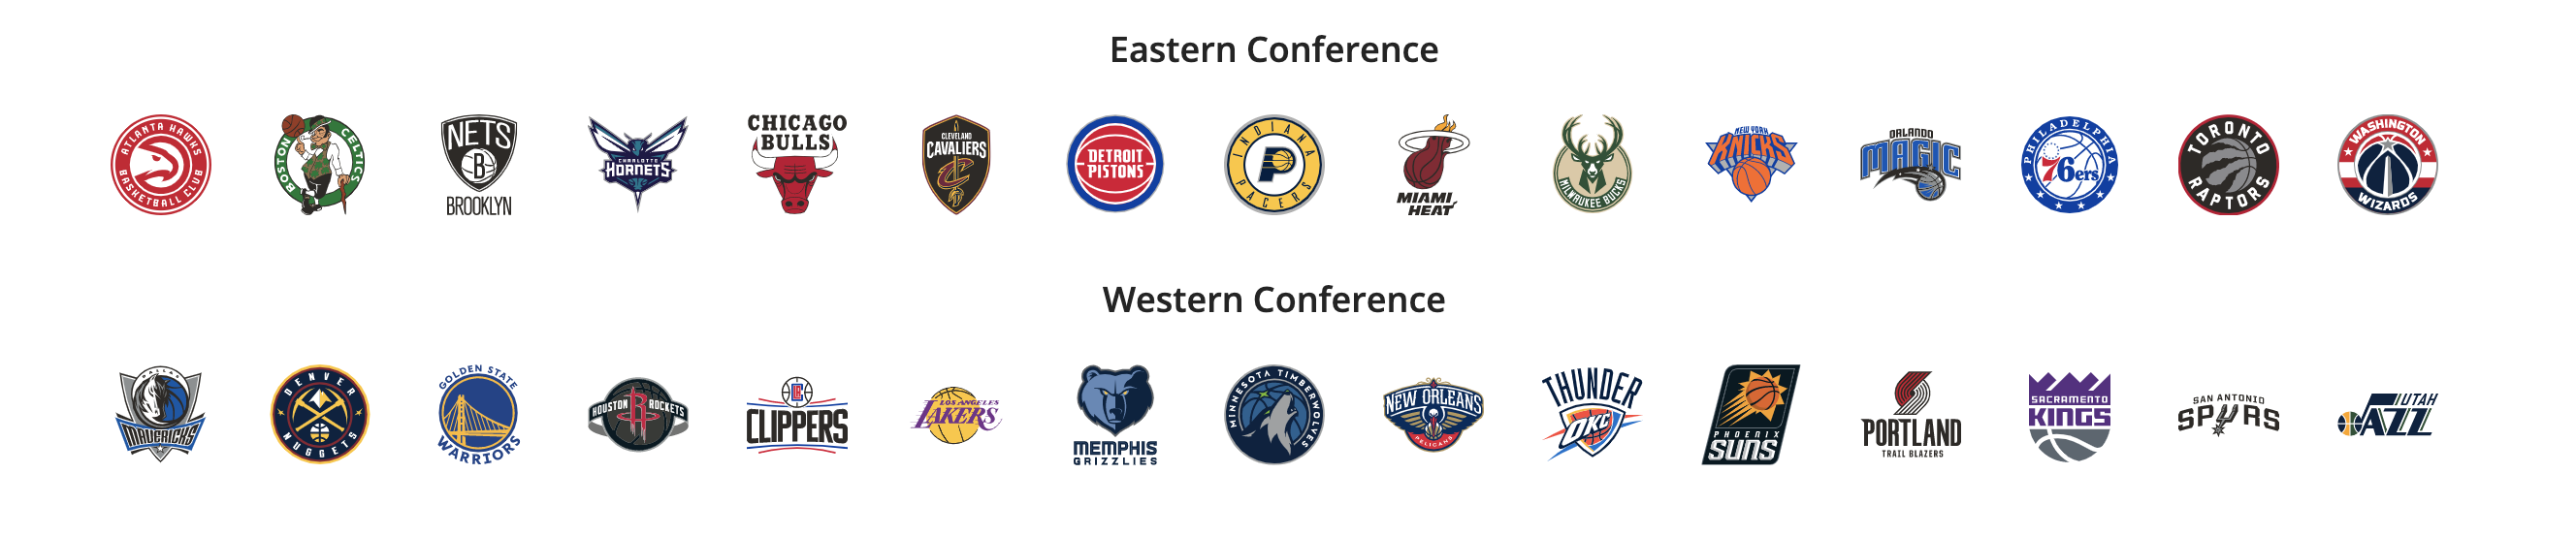 Eastern Conference
ATLANTA HAWKS
BASKETBALL CLUB
BOSTON CELTICS
NETS
B
BROOKLYN
CHARLOTTE
HORNETS
CHICAGO
BULLS
CLEVELAND
CAVALIERS
C
DETROIT
PISTONS
INDIANA
P
PACERS
MIAMI
HEAT
MILWAUKEE BUCKS
NEW YORK
KNICKS
ORLANDO
MAGIC
PHILADELPHIA
76ers
TORONTO
RAPTORS
WASHINGTON
WIZARDS
Western Conference
DALLAS
MAVERICKS
DENVER
NUGGETS
GOLDEN STATE
WARRIORS
HOUSTON R ROCKETS
LAC
CLIPPERS
LOS ANGELES
LAKERS
MEMPHIS
GRIZZLIES
MINNESOTA TIMBERWOLVES
NEW ORLEANS
PELICANS
THUNDER
OKC
PHOENIX
SUNS
PORTLAND
TRAIL BLAZERS
SACRAMENTO
KINGS
SAN ANTONIO
SPURS
UTAH
JAZZ